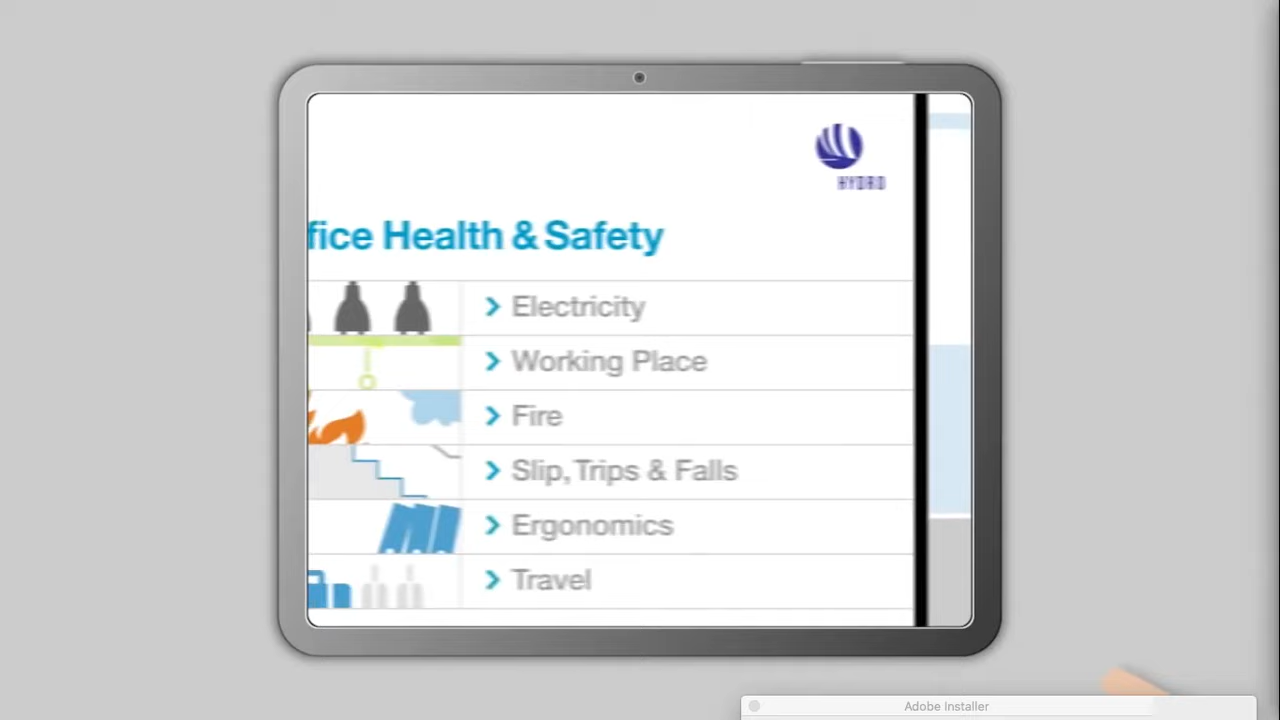 HYDRO
fice Health & Safety
Electricity
Working Place
Fire
Slip, Trips & Falls
Ergonomics
Travel
Adobe Installer